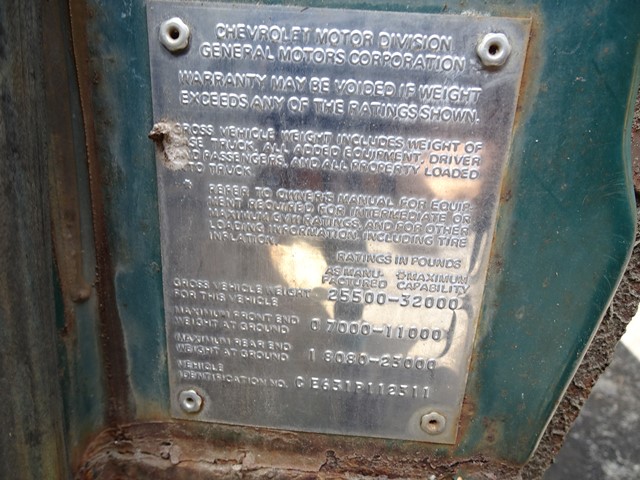 CHEVROLET MOTOR DIVISION
GENERAL MOTORS CORPORATION
WARRANTY MAY BE VOIDED IF WEIGHT
EXCEEDS ANY OF THE RATINGS SHOWN.
GROSS VEHICLE WEIGHT INCLUDES WEIGHT OF
TRUCK, ALL ADDED EQUIPMENT, DRIVER
PASSENGERS, AND ALL PROPERTY LOADED
TRUCK
* REFER TO OWNER'S MANUAL FOR EQUIP-
MENT REQUIRED FOR INTERMEDIATE OR
MAXIMUM GVW RATINGS, AND FOR OTHER
LOADING INFORMATION INCLUDING TIRE
INFLATION.
RATINGS IN POUNDS
AS MANU- *MAXIMUM
FACTURED CAPABILITY
GROSS VEHICLE WEIGHT
FOR THIS VEHICLE 25500-32000
MAXIMUM FRONT END
WEIGHT AT GROUND 07000-11000
MAXIMUM REAR END
WEIGHT AT GROUND 18080-23000
VEHICLE
IDENTIFICATION NO. CE631P112311